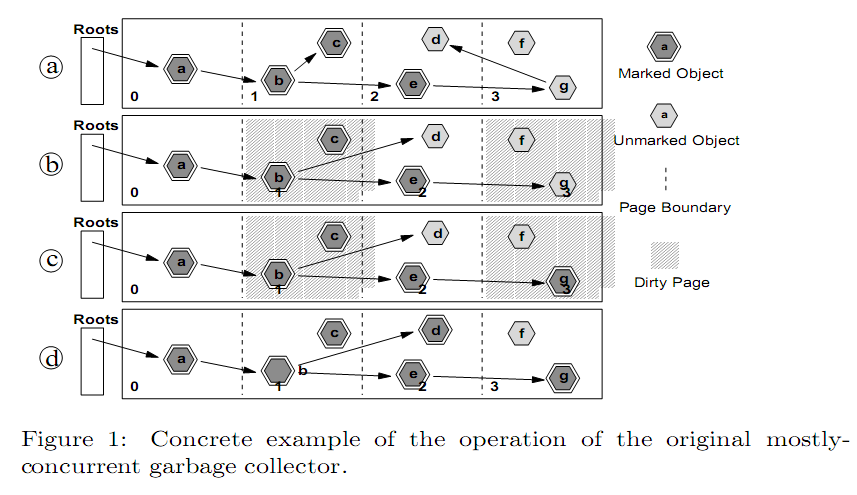 Roots
a
a
b
c
d
e
f
g
0
1
2
3
a
Marked Object
a
Unmarked Object
Page Boundary
Dirty Page
Roots
b
a
b
c
d
e
f
g
0
1
2
3
Roots
c
a
b
c
d
e
f
g
0
1
2
3
Roots
d
a
b
c
d
e
f
g
0
1
2
3
Figure 1: Concrete example of the operation of the original mostly-
concurrent garbage collector.